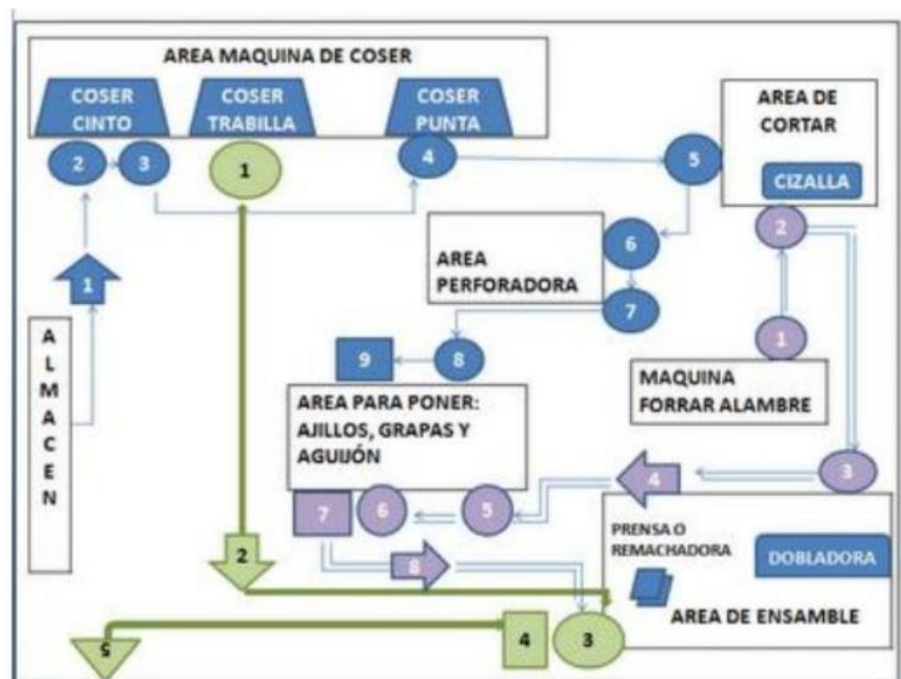 AREA MAQUINA DE COSER
COSER
CINTO
COSER
TRABILLA
COSER
PUNTA
AREA DE
CORTAR
CIZALLA
2
3
1
4
5
2
6
AREA
PERFORADORA
7
1
ALMACEN
1
MAQUINA
FORRAR ALAMBRE
9
8
AREA PARA PONER:
AJILLOS, GRAPAS Y
AGUIJÓN
3
4
7
6
5
PRENSA O
REMACHADORA
DOBLADORA
AREA DE ENSAMBLE
2
8
5
4
3